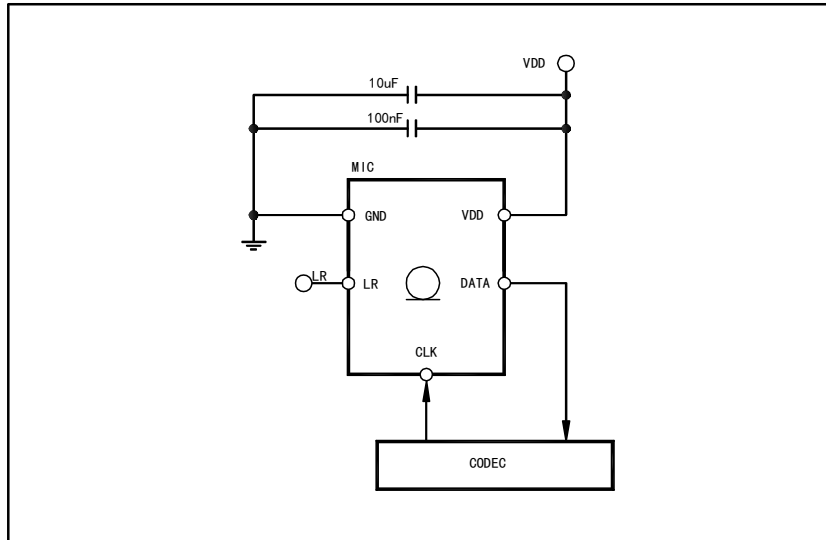 VDD
10uF
100nF
MIC
GND VDD
LR LR DATA
CLK
CODEC